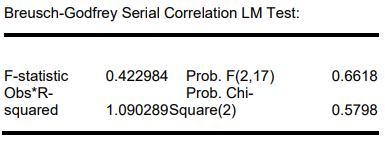 Breusch-Godfrey Serial Correlation LM Test:
F-statistic 0.422984 Prob. F(2,17) 0.6618
Obs*R- Prob. Chi-
squared 1.090289Square(2) 0.5798